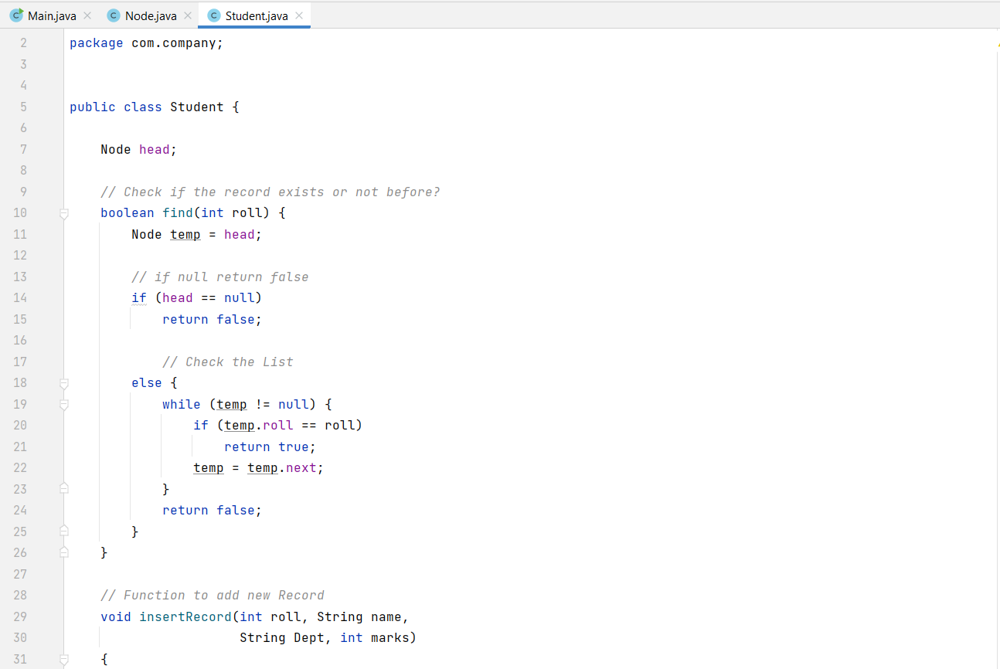 Main.java Node.java Student.java
2 package com.company;
3
4
5 public class Student {
6
7     Node head;
8
9     // Check if the record exists or not before?
10     boolean find(int roll) {
11         Node temp = head;
12
13         // if null return false
14         if (head == null)
15             return false;
16
17             // Check the List
18         else {
19             while (temp != null) {
20                 if (temp.roll == roll)
21                     return true;
22                 temp = temp.next;
23             }
24             return false;
25         }
26     }
27
28     // Function to add new Record
29     void insertRecord(int roll, String name,
30                       String Dept, int marks)
31     {